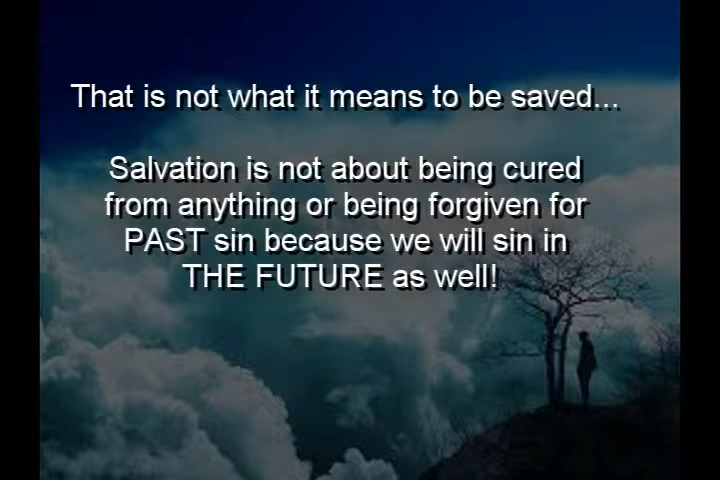 That is not what it means to be saved...
Salvation is not about being cured
from anything or being forgiven for
PAST sin because we will sin in
THE FUTURE as well!